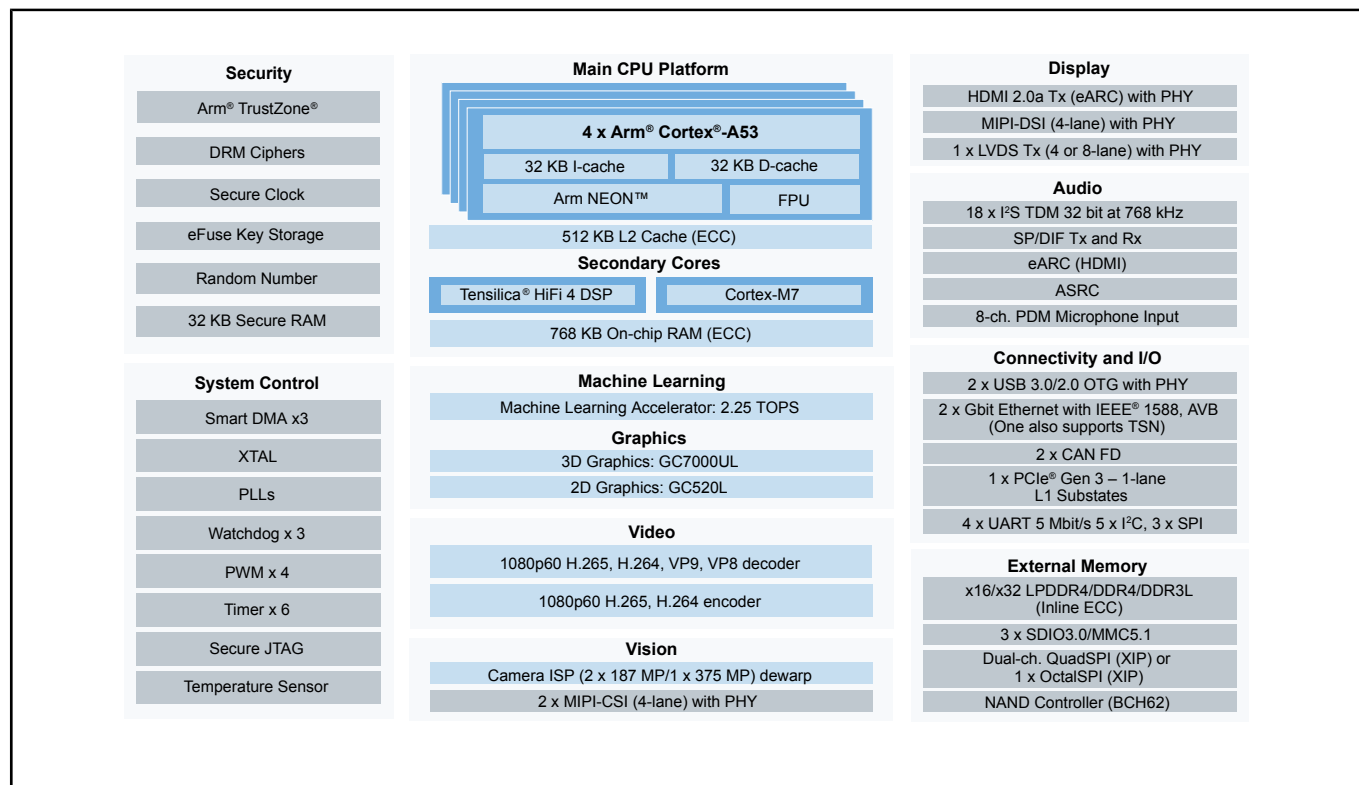 Security
Arm® TrustZone®
DRM Ciphers
Secure Clock
eFuse Key Storage
Random Number
32 KB Secure RAM
System Control
Smart DMA x3
XTAL
PLLs
Watchdog x 3
PWM x 4
Timer x 6
Secure JTAG
Temperature Sensor
Main CPU Platform
4 x Arm® Cortex®-A53
32 KB I-cache
32 KB D-cache
Arm NEON™
FPU
512 KB L2 Cache (ECC)
Secondary Cores
Tensilica® HiFi 4 DSP
Cortex-M7
768 KB On-chip RAM (ECC)
Machine Learning
Machine Learning Accelerator: 2.25 TOPS
Graphics
3D Graphics: GC7000UL
2D Graphics: GC520L
Video
1080p60 H.265, H.264, VP9, VP8 decoder
1080p60 H.265, H.264 encoder
Vision
Camera ISP (2 x 187 MP/1 x 375 MP) dewarp
2 x MIPI-CSI (4-lane) with PHY
Display
HDMI 2.0a Tx (eARC) with PHY
MIPI-DSI (4-lane) with PHY
1 x LVDS Tx (4 or 8-lane) with PHY
Audio
18 x I²S TDM 32 bit at 768 kHz
SP/DIF Tx and Rx
eARC (HDMI)
ASRC
8-ch. PDM Microphone Input
Connectivity and I/O
2 x USB 3.0/2.0 OTG with PHY
2 x Gbit Ethernet with IEEE® 1588, AVB
(One also supports TSN)
2 x CAN FD
1 x PCIe® Gen 3 – 1-lane
L1 Substates
4 x UART 5 Mbit/s 5 x I²C, 3 x SPI
External Memory
x16/x32 LPDDR4/DDR4/DDR3L
(Inline ECC)
3 x SDIO3.0/MMC5.1
Dual-ch. QuadSPI (XIP) or
1 x OctalSPI (XIP)
NAND Controller (BCH62)